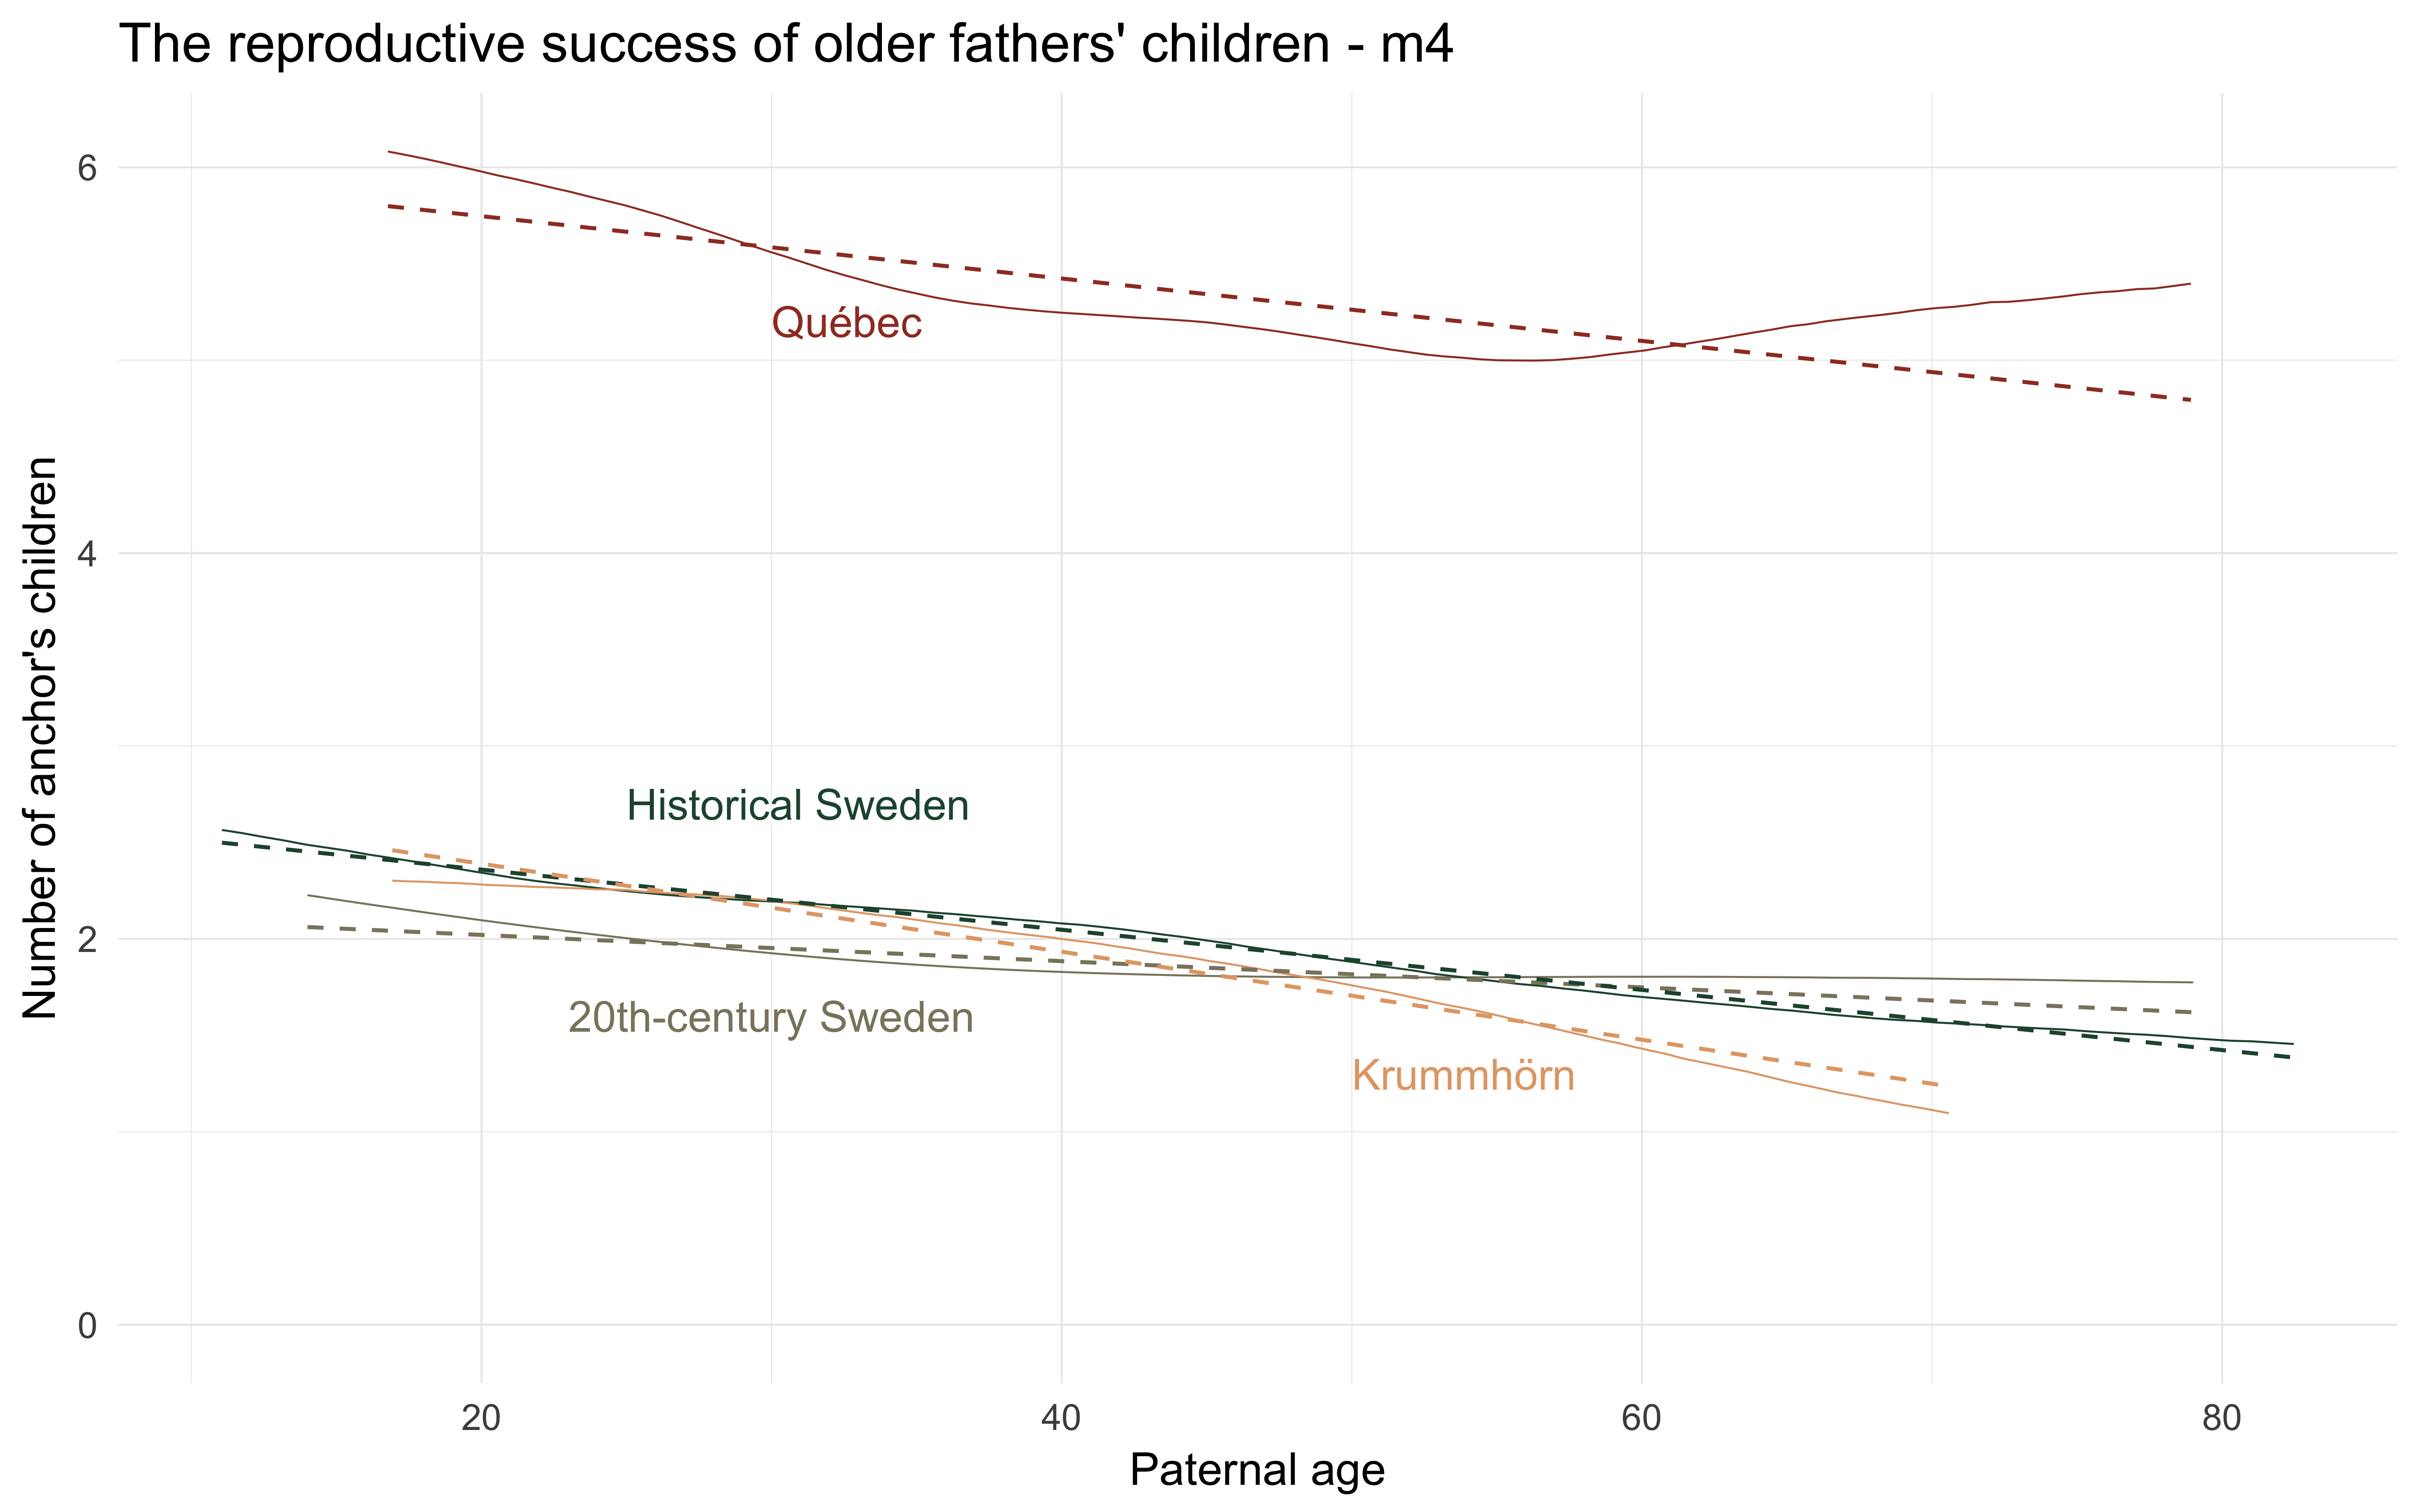 The reproductive success of older fathers' children - m4
6
Québec
Number of anchor's children
4
Historical Sweden
2
20th-century Sweden
Krummhörn
0
20 40 60 80
Paternal age